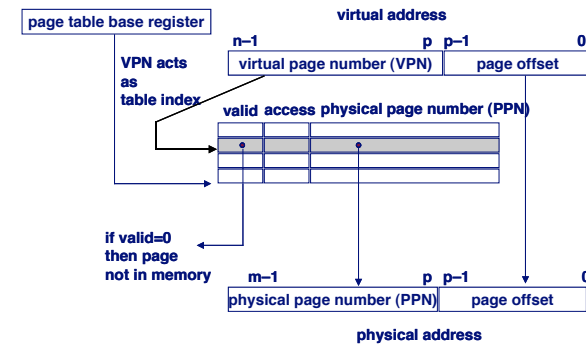 virtual address
page table base register
n–1 p p–1 0
virtual page number (VPN) page offset
VPN acts
as
table index
valid access physical page number (PPN)
if valid=0
then page
not in memory
m–1 p p–1 0
physical page number (PPN) page offset
physical address